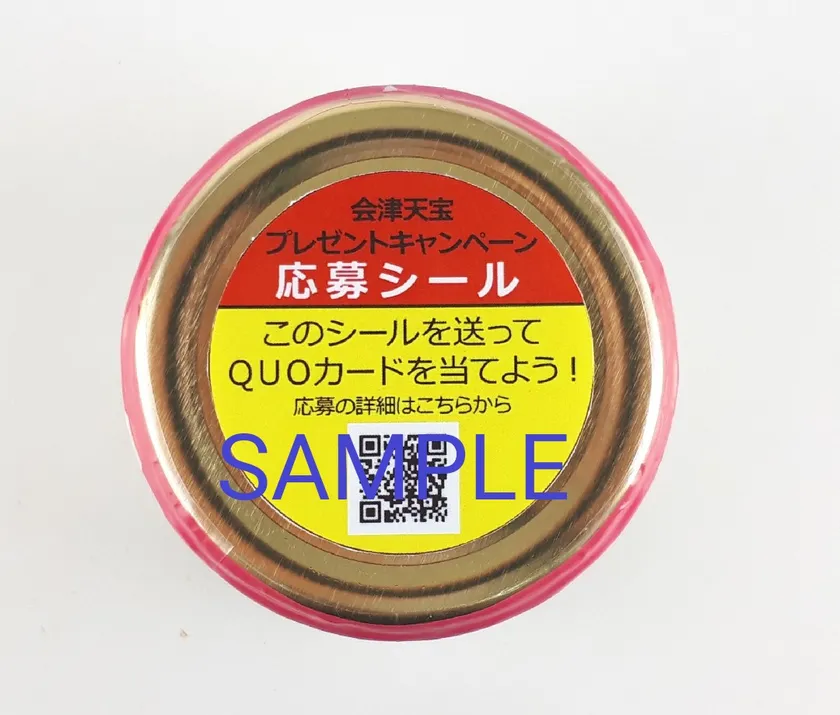 会津天宝
プレゼントキャンペーン
応募シール
このシールを送って
QUOカードを当てよう!
応募の詳細はこちらから
SAMPLE